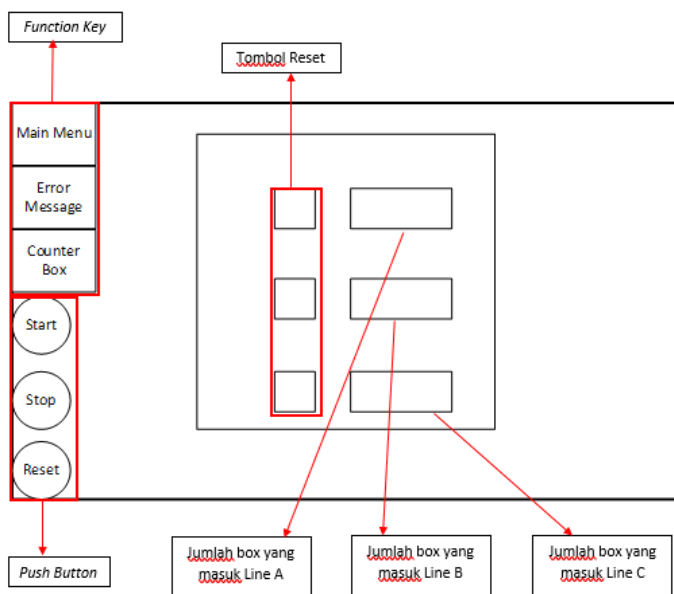 Function Key
Tombol Reset
Main Menu
Error
Message
Counter
Box
Start
Stop
Reset
Push Button
Jumlah box yang
masuk Line A
Jumlah box yang
masuk Line B
Jumlah box yang
masuk Line C